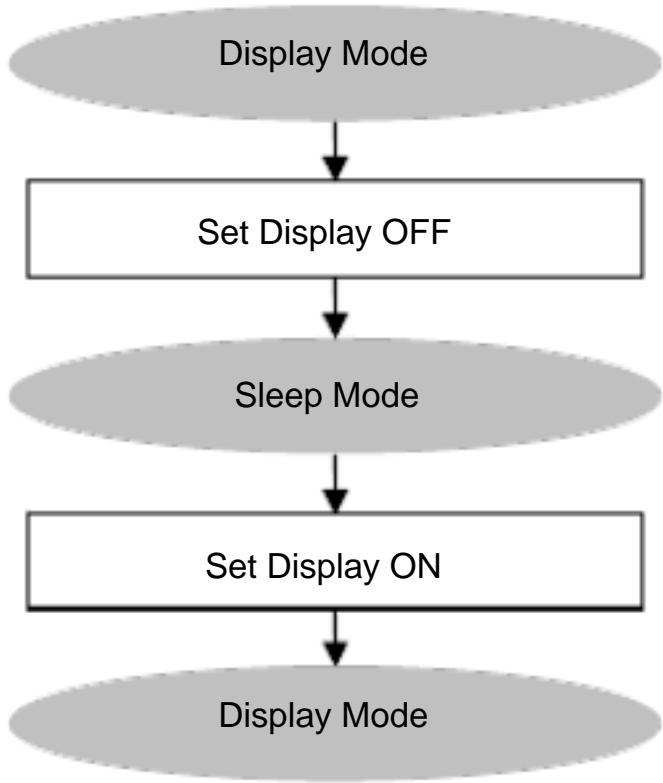 Display Mode
Set Display OFF
Sleep Mode
Set Display ON
Display Mode